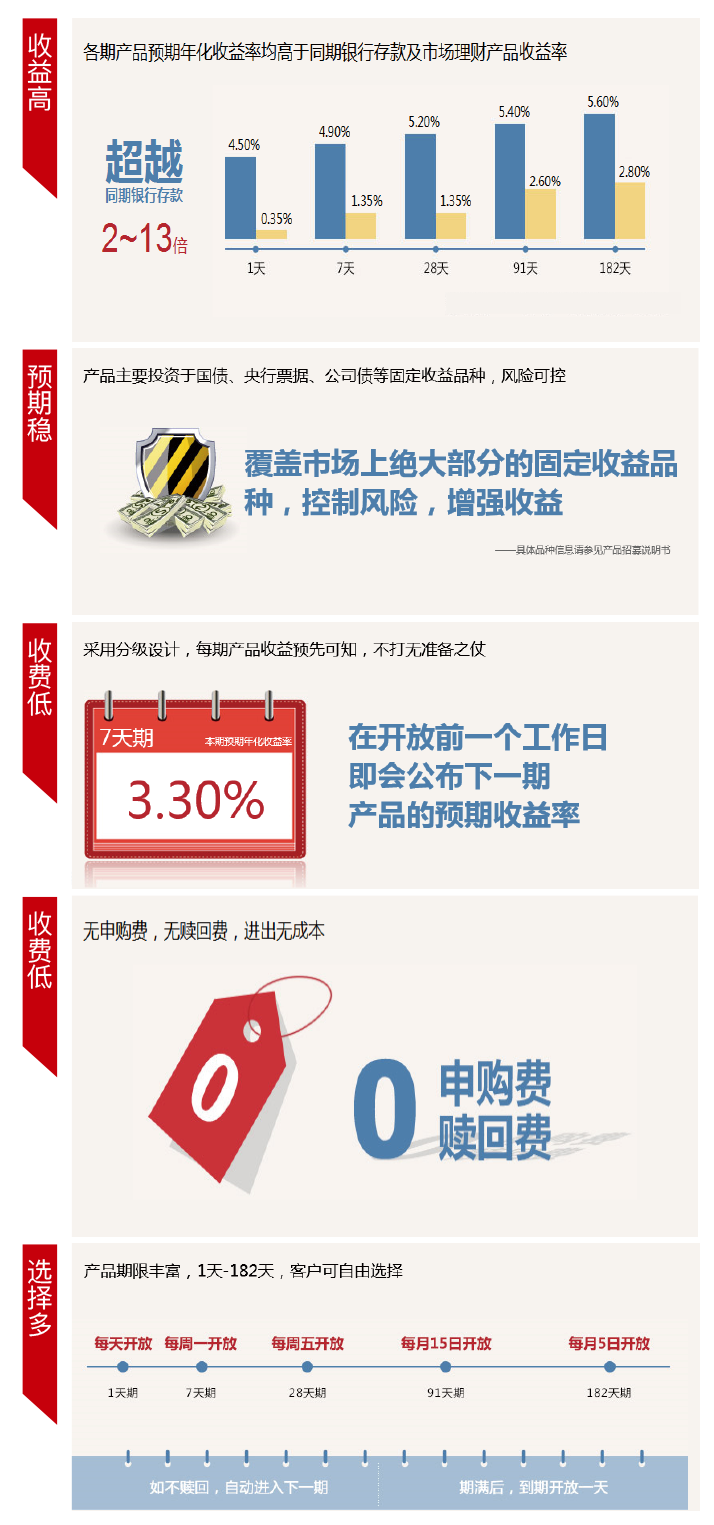 收益高
各期产品预期年化收益率均高于同期银行存款及市场理财产品收益率
超越
同期银行存款
2~13倍
4.50%
0.35%
4.90%
1.35%
5.20%
1.35%
5.40%
2.60%
5.60%
2.80%
1天
7天
28天
91天
182天
预期稳
产品主要投资于国债、央行票据、公司债等固定收益品种，风险可控
覆盖市场上绝大部分的固定收益品
种，控制风险，增强收益
——具体品种信息请参见产品招募说明书
收费低
采用分级设计，每期产品收益预先可知，不打无准备之仗
7天期
本期预期年化收益率
3.30%
在开放前一个工作日
即会公布下一期
产品的预期收益率
收费低
无申购费，无赎回费，进出无成本
0
0
申购费
赎回费
选择多
产品期限丰富，1天-182天，客户可自由选择
每天开放
每周一开放
每周五开放
每月15日开放
每月5日开放
1天期
7天期
28天期
91天期
182天期
如不赎回，自动进入下一期
期满后，到期开放一天